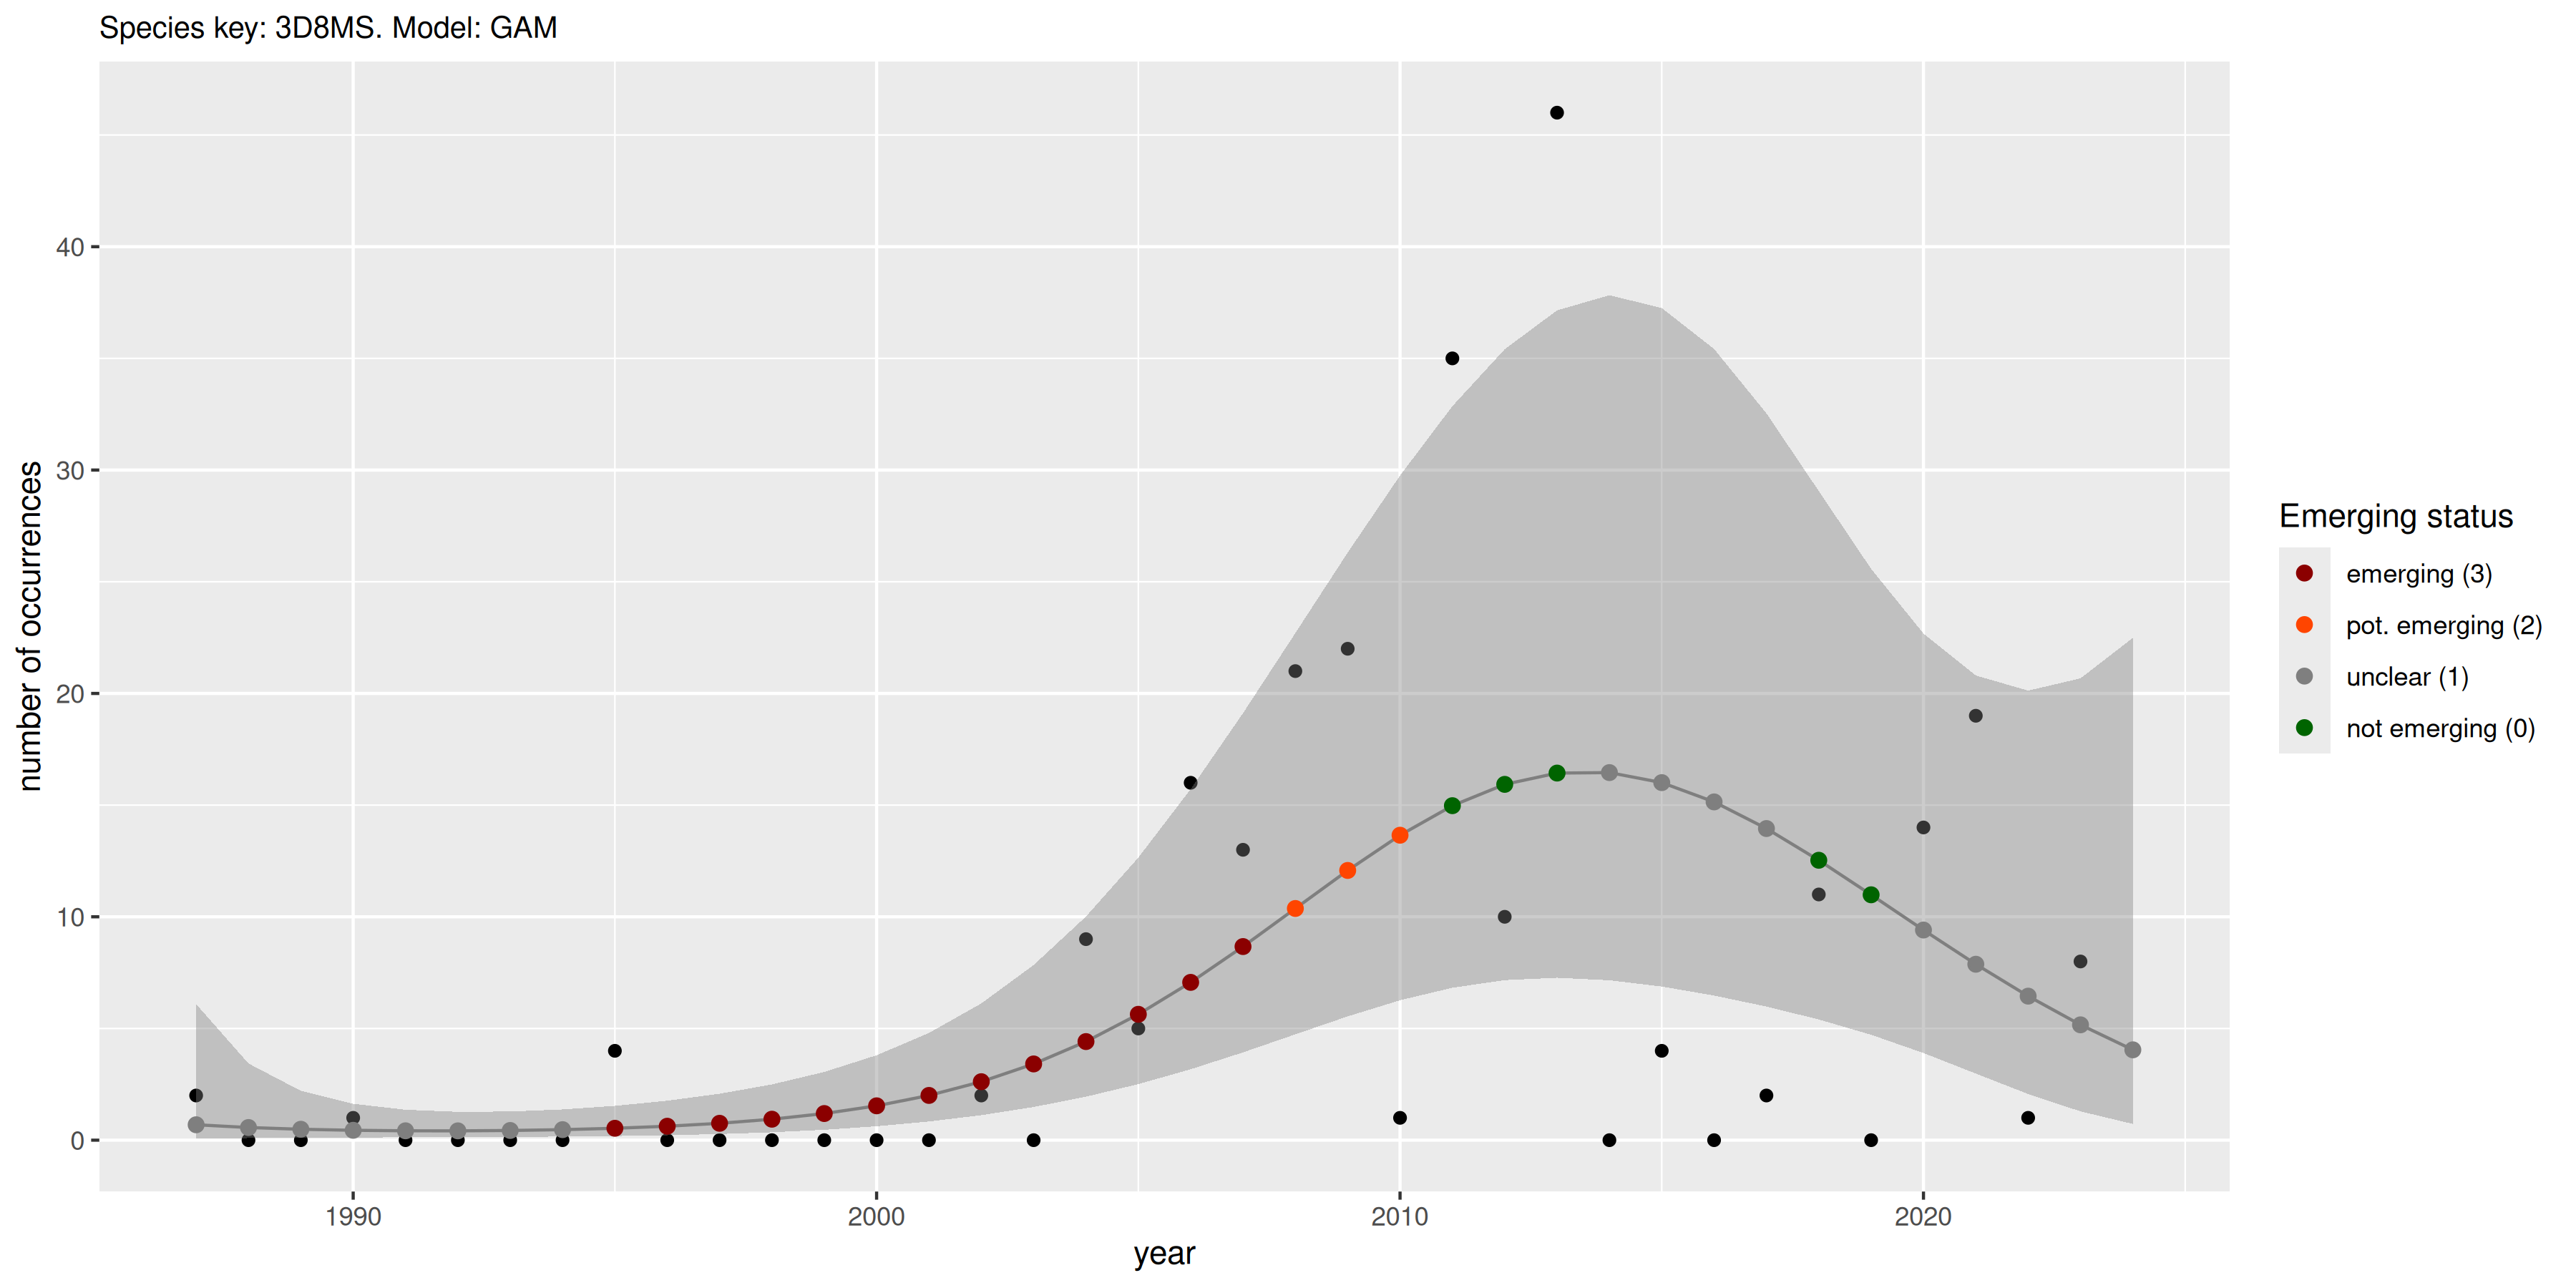 Species key: 3D8MS. Model: GAM
number of occurrences
40
30
20
10
0
1990
2000
2010
2020
year
Emerging status
emerging (3)
pot. emerging (2)
unclear (1)
not emerging (0)